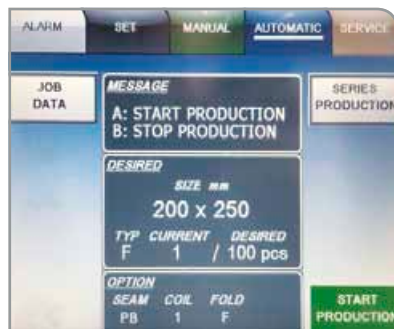 ALARM SET MANUAL AUTOMATIC SERVICE
JOB
DATA
MESSAGE
A: START PRODUCTION
B: STOP PRODUCTION
SERIES
PRODUCTION
DESIRED
SIZE mm
200 x 250
TYP CURRENT DESIRED
F 1 / 100 pcs
OPTION
SEAM COIL FOLD
PB 1 F
START
PRODUCTION